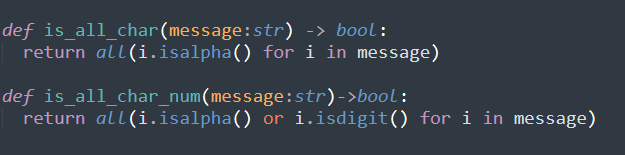 def is_all_char(message:str) -> bool:
  return all(i.isalpha() for i in message)

def is_all_char_num(message:str)->bool:
  return all(i.isalpha() or i.isdigit() for i in message)